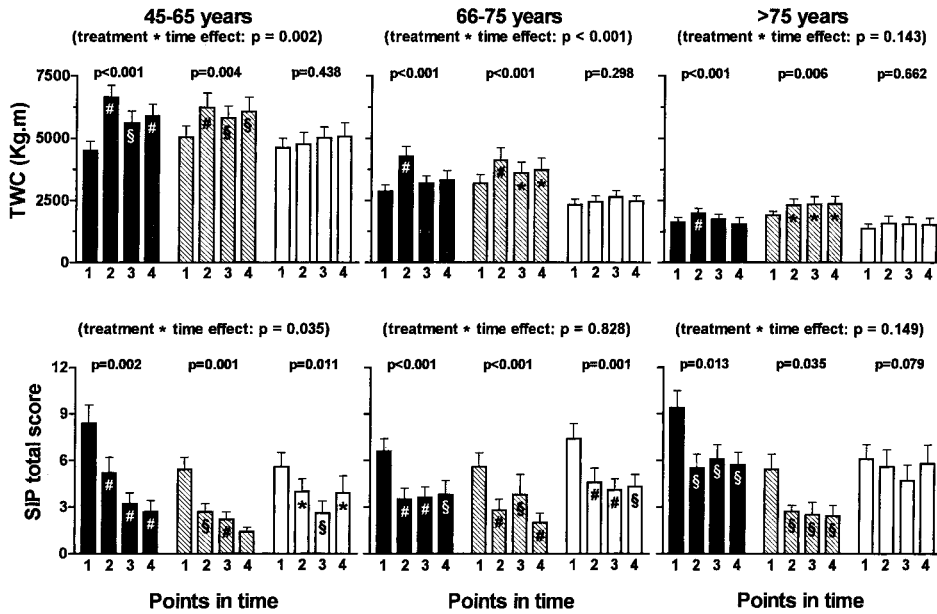 45-65 years
(treatment * time effect: p = 0.002)
66-75 years
(treatment * time effect: p < 0.001)
>75 years
(treatment * time effect: p = 0.143)
TWC (Kg.m)
7500
5000
2500
0
p<0.001 p=0.004 p=0.438
# § # # § §
1 2 3 4 1 2 3 4 1 2 3 4
p<0.001 p<0.001 p=0.298
# # * *
1 2 3 4 1 2 3 4 1 2 3 4
p<0.001 p=0.006 p=0.662
# * * *
1 2 3 4 1 2 3 4 1 2 3 4
(treatment * time effect: p = 0.035)
(treatment * time effect: p = 0.828)
(treatment * time effect: p = 0.149)
SIP total score
12
9
6
3
0
p=0.002 p=0.001 p=0.011
# # # § # * § *
1 2 3 4 1 2 3 4 1 2 3 4
p<0.001 p<0.001 p=0.001
# # § # § # # # §
1 2 3 4 1 2 3 4 1 2 3 4
p=0.013 p=0.035 p=0.079
§ § § § § §
1 2 3 4 1 2 3 4 1 2 3 4
Points in time
Points in time
Points in time